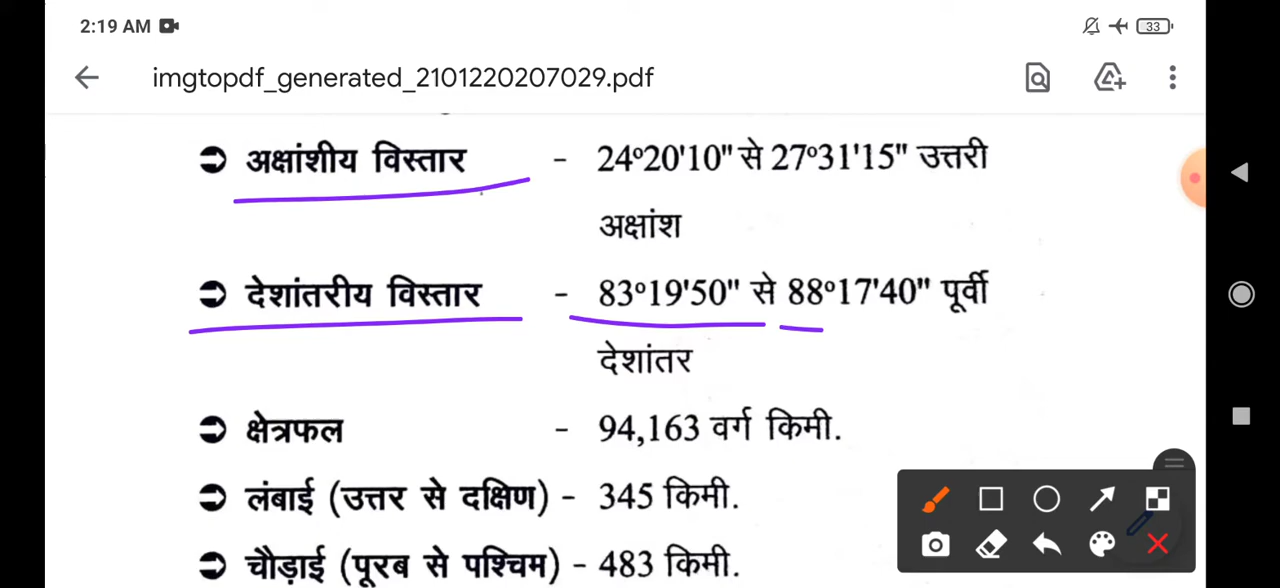 2:19 AM
33
imgtopdf_generated_2101220207029.pdf
➲ अक्षांशीय विस्तार - 24°20'10" से 27°31'15" उत्तरी
अक्षांश
➲ देशांतरीय विस्तार - 83°19'50" से 88°17'40" पूर्वी
देशांतर
➲ क्षेत्रफल - 94,163 वर्ग किमी.
➲ लंबाई (उत्तर से दक्षिण) - 345 किमी.
➲ चौड़ाई (पूरब से पश्चिम) - 483 किमी.